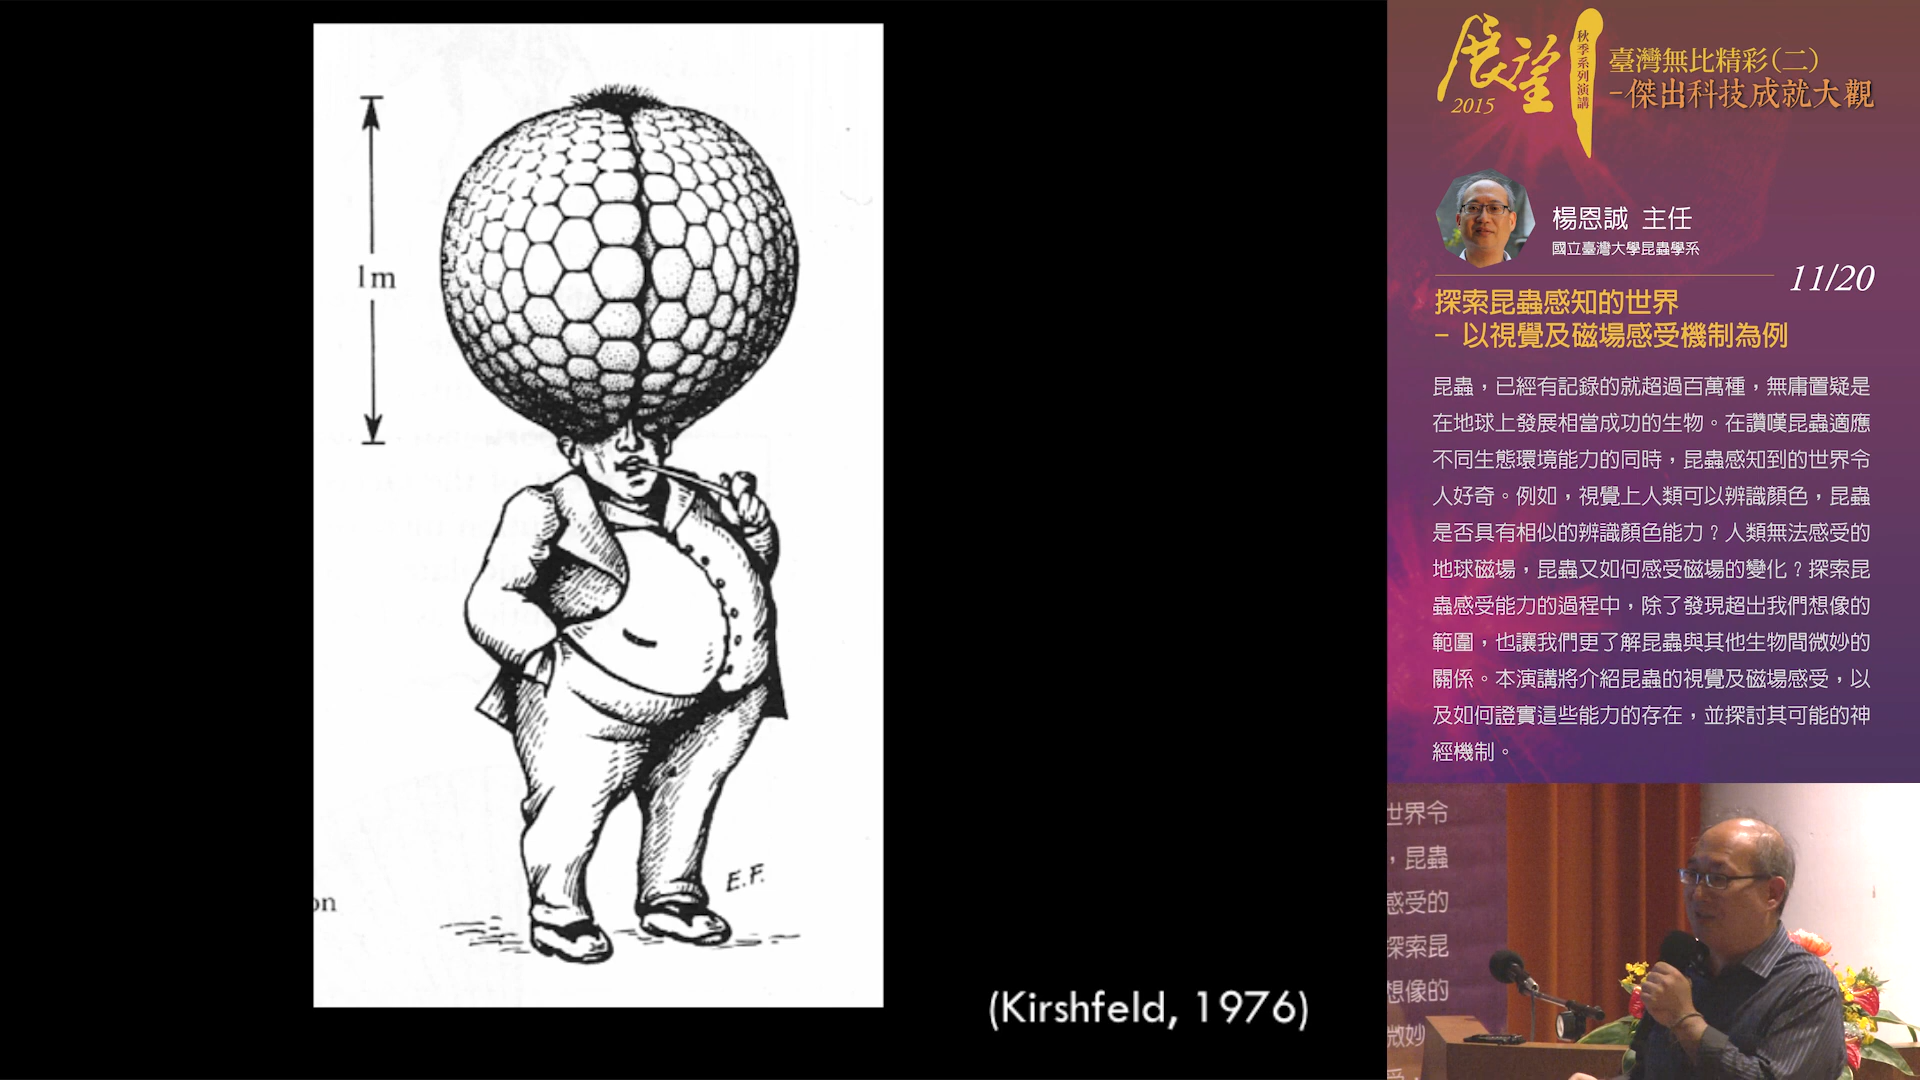 1m
E.F.
on
(Kirshfeld, 1976)
展望
2015
秋季系列演講
臺灣無比精彩(二)
-傑出科技成就大觀
楊恩誠 主任
國立臺灣大學昆蟲學系
11/20
探索昆蟲感知的世界
- 以視覺及磁場感受機制為例
昆蟲，已經有記錄的就超過百萬種，無庸置疑是
在地球上發展相當成功的生物。在讚嘆昆蟲適應
不同生態環境能力的同時，昆蟲感知到的世界令
人好奇。例如，視覺上人類可以辨識顏色，昆蟲
是否具有相似的辨識顏色能力？人類無法感受的
地球磁場，昆蟲又如何感受磁場的變化？探索昆
蟲感受能力的過程中，除了發現超出我們想像的
範圍，也讓我們更了解昆蟲與其他生物間微妙的
關係。本演講將介紹昆蟲的視覺及磁場感受，以
及如何證實這些能力的存在，並探討其可能的神
經機制。
世界令
，昆蟲
感受的
探索昆
想像的
微妙